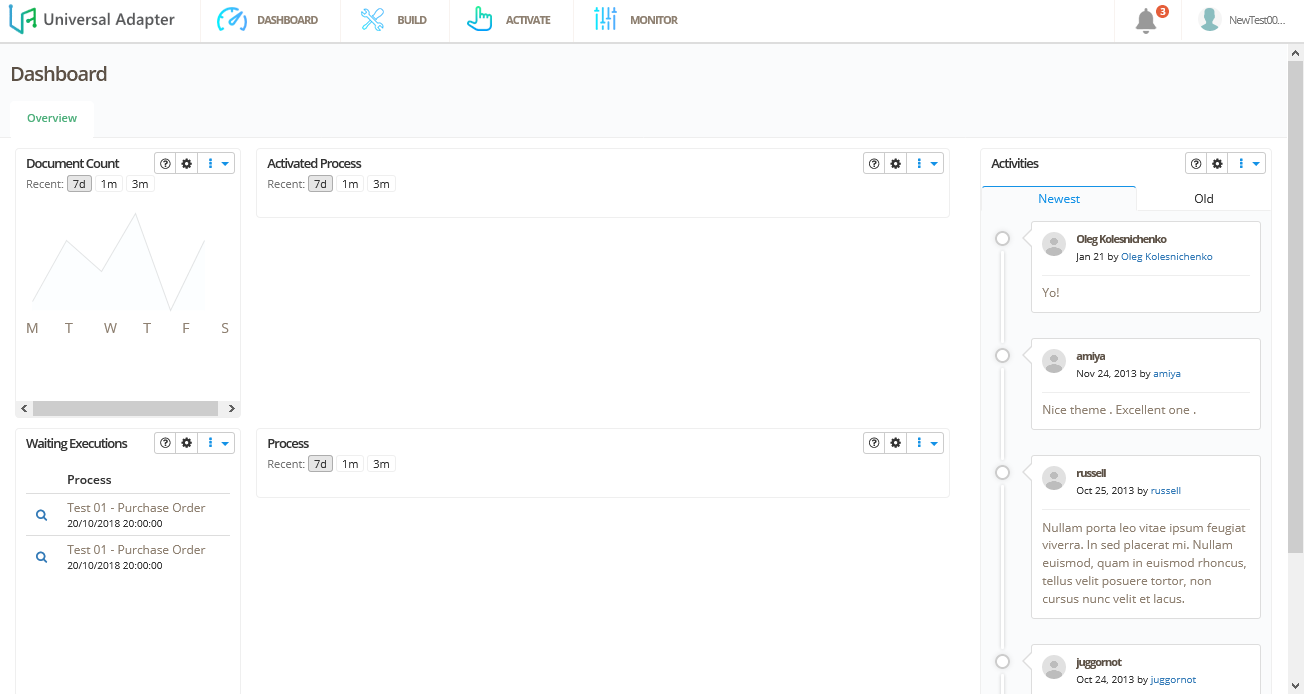 Universal Adapter
DASHBOARD
BUILD
ACTIVATE
MONITOR
3
NewTest00...
Dashboard
Overview
Document Count
Recent: 7d 1m 3m
M T W T F S
Waiting Executions
Process
Test 01 - Purchase Order
20/10/2018 20:00:00
Test 01 - Purchase Order
20/10/2018 20:00:00
Activated Process
Recent: 7d 1m 3m
Process
Recent: 7d 1m 3m
Activities
Newest
Old
Oleg Kolesnichenko
Jan 21 by Oleg Kolesnichenko
Yo!
amiya
Nov 24, 2013 by amiya
Nice theme . Excellent one .
russell
Oct 25, 2013 by russell
Nullam porta leo vitae ipsum feugiat
viverra. In sed placerat mi. Nullam
euismod, quam in euismod rhoncus,
tellus velit posuere tortor, non
cursus nunc velit et lacus.
juggornot
Oct 24, 2013 by juggornot